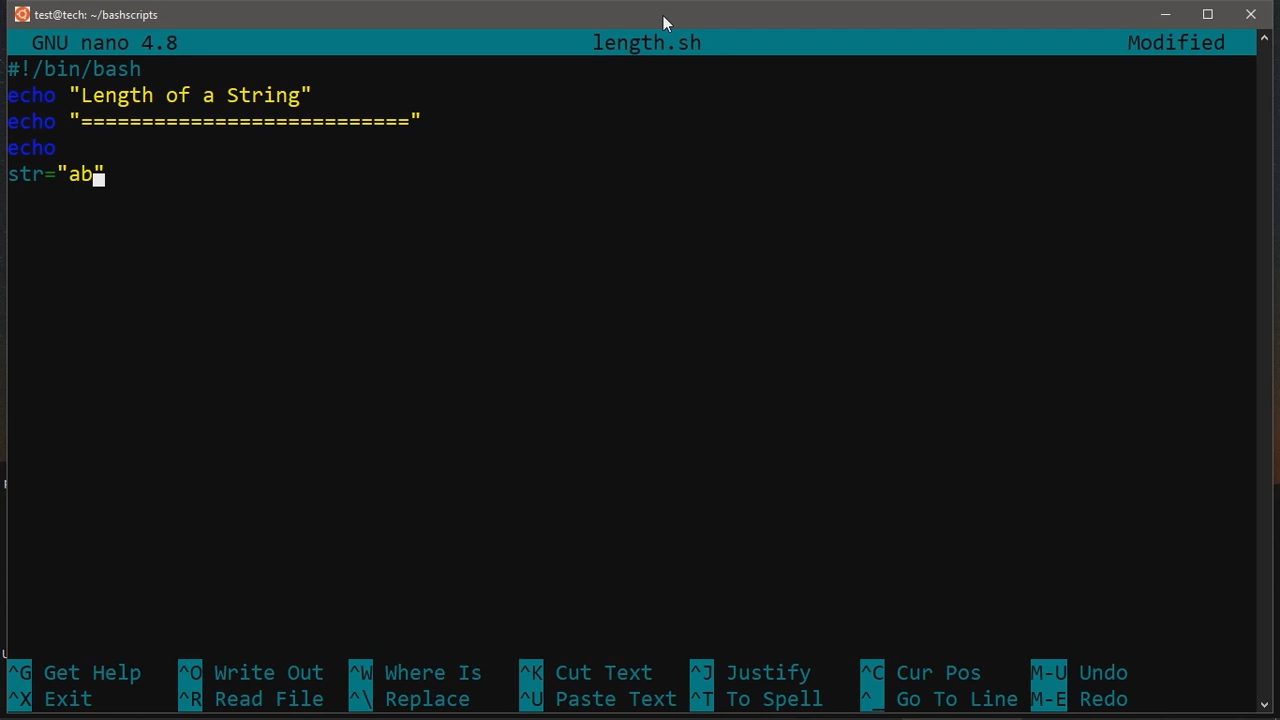 test@tech: ~/bashscripts
GNU nano 4.8 length.sh Modified
#!/bin/bash
echo "Length of a String"
echo "==========================="
echo
str="ab"
^G Get Help ^O Write Out ^W Where Is ^K Cut Text ^J Justify ^C Cur Pos M-U Undo
^X Exit ^R Read File ^\ Replace ^U Paste Text ^T To Spell ^_ Go To Line M-E Redo